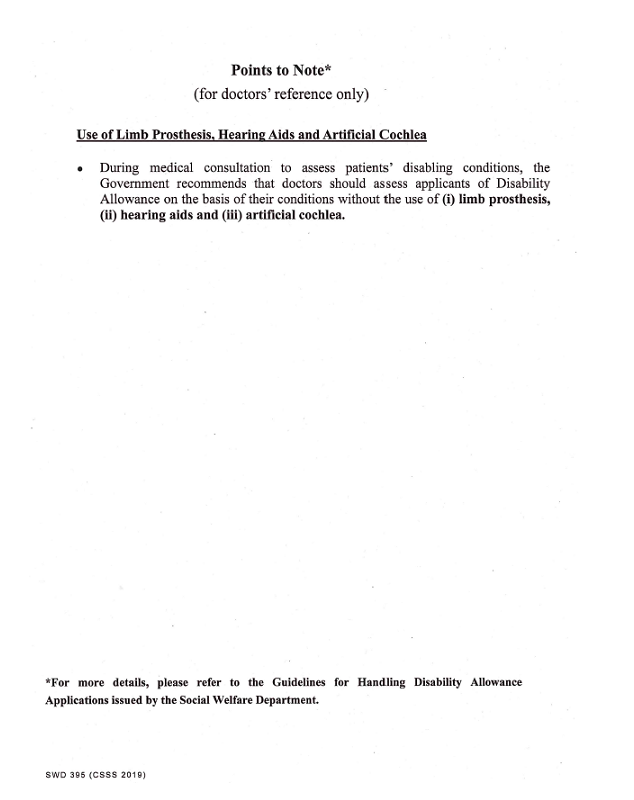 Points to Note*
(for doctors' reference only)
Use of Limb Prosthesis, Hearing Aids and Artificial Cochlea
• During medical consultation to assess patients' disabling conditions, the
Government recommends that doctors should assess applicants of Disability
Allowance on the basis of their conditions without the use of (i) limb prosthesis,
(ii) hearing aids and (iii) artificial cochlea.
*For more details, please refer to the Guidelines for Handling Disability Allowance
Applications issued by the Social Welfare Department.
SWD 395 (CSSS 2019)